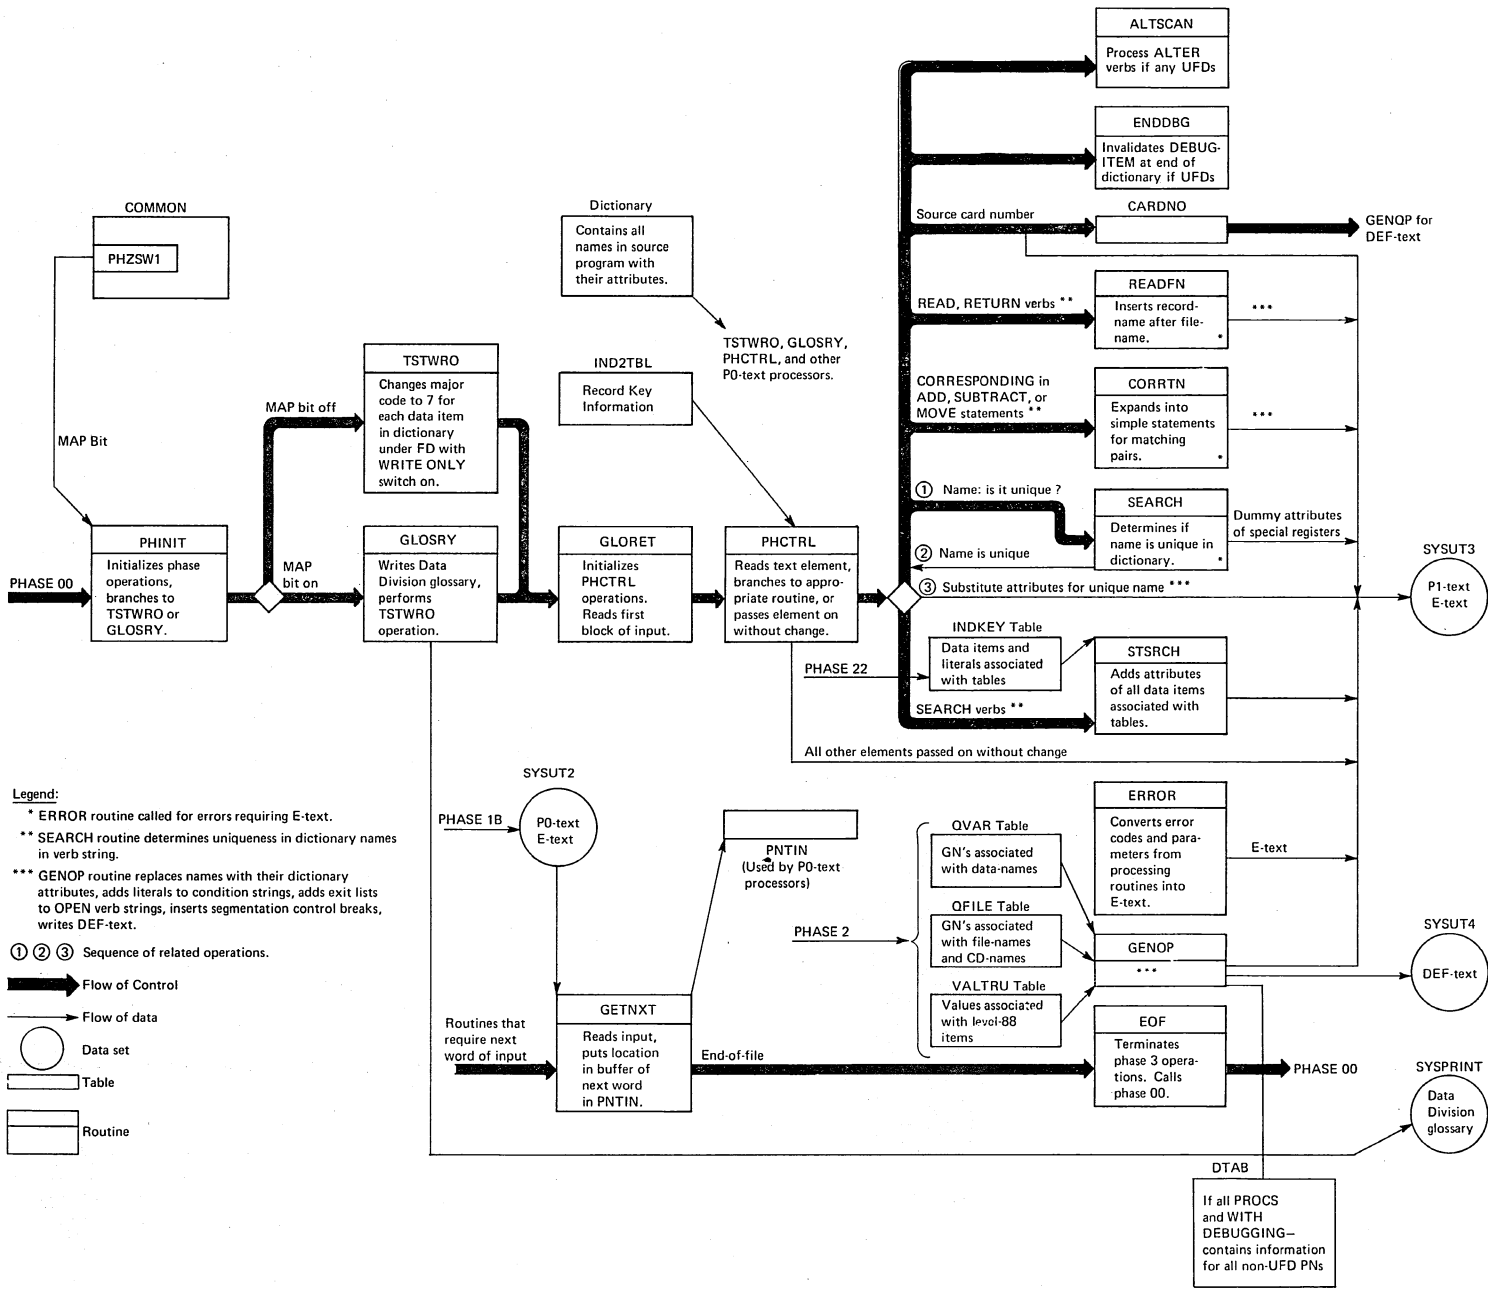 ALTSCAN
Process ALTER
verbs if any UFDs
ENDDBG
Invalidates DEBUG-
ITEM at end of
dictionary if UFDs
COMMON
PHZSW1
MAP Bit
Dictionary
Contains all
names in source
program with
their attributes.
TSTWRO, GLOSRY,
PHCTRL, and other
P0-text processors.
IND2TBL
Record Key
Information
Source card number
CARDNO
GENOP for
DEF-text
READ, RETURN verbs **
READFN
Inserts record-
name after file-
name. *
***
CORRESPONDING in
ADD, SUBTRACT, or
MOVE statements **
CORRTN
Expands into
simple statements
for matching
pairs. *
***
① Name: is it unique ?
SEARCH
Determines if
name is unique in
dictionary. *
Dummy attributes
of special registers
② Name is unique
③ Substitute attributes for unique name ***
SYSUT3
P1-text
E-text
MAP bit off
TSTWRO
Changes major
code to 7 for
each data item
in dictionary
under FD with
WRITE ONLY
switch on.
PHASE 00
PHINIT
Initializes phase
operations,
branches to
TSTWRO or
GLOSRY.
MAP
bit on
GLOSRY
Writes Data
Division glossary,
performs
TSTWRO
operation.
GLORET
Initializes
PHCTRL
operations.
Reads first
block of input.
PHCTRL
Reads text element,
branches to appro-
priate routine, or
passes element on
without change.
PHASE 22
INDKEY Table
Data items and
literals associated
with tables
STSRCH
Adds attributes
of all data items
associated with
tables.
SEARCH verbs **
All other elements passed on without change
Legend:
* ERROR routine called for errors requiring E-text.
** SEARCH routine determines uniqueness in dictionary names
in verb string.
*** GENOP routine replaces names with their dictionary
attributes, adds literals to condition strings, adds exit lists
to OPEN verb strings, inserts segmentation control breaks,
writes DEF-text.
① ② ③ Sequence of related operations.
Flow of Control
Flow of data
Data set
Table
Routine
SYSUT2
PHASE 1B
P0-text
E-text
PNTIN
(Used by P0-text
processors)
PHASE 2
QVAR Table
GN's associated
with data-names
QFILE Table
GN's associated
with file-names
and CD-names
VALTRU Table
Values associated
with level-88
items
ERROR
Converts error
codes and para-
meters from
processing
routines into
E-text.
E-text
GENOP
***
SYSUT4
DEF-text
Routines that
require next
word of input
GETNXT
Reads input,
puts location
in buffer of
next word
in PNTIN.
End-of-file
EOF
Terminates
phase 3 opera-
tions. Calls
phase 00.
PHASE 00
SYSPRINT
Data
Division
glossary
DTAB
If all PROCS
and WITH
DEBUGGING—
contains information
for all non-UFD PNs